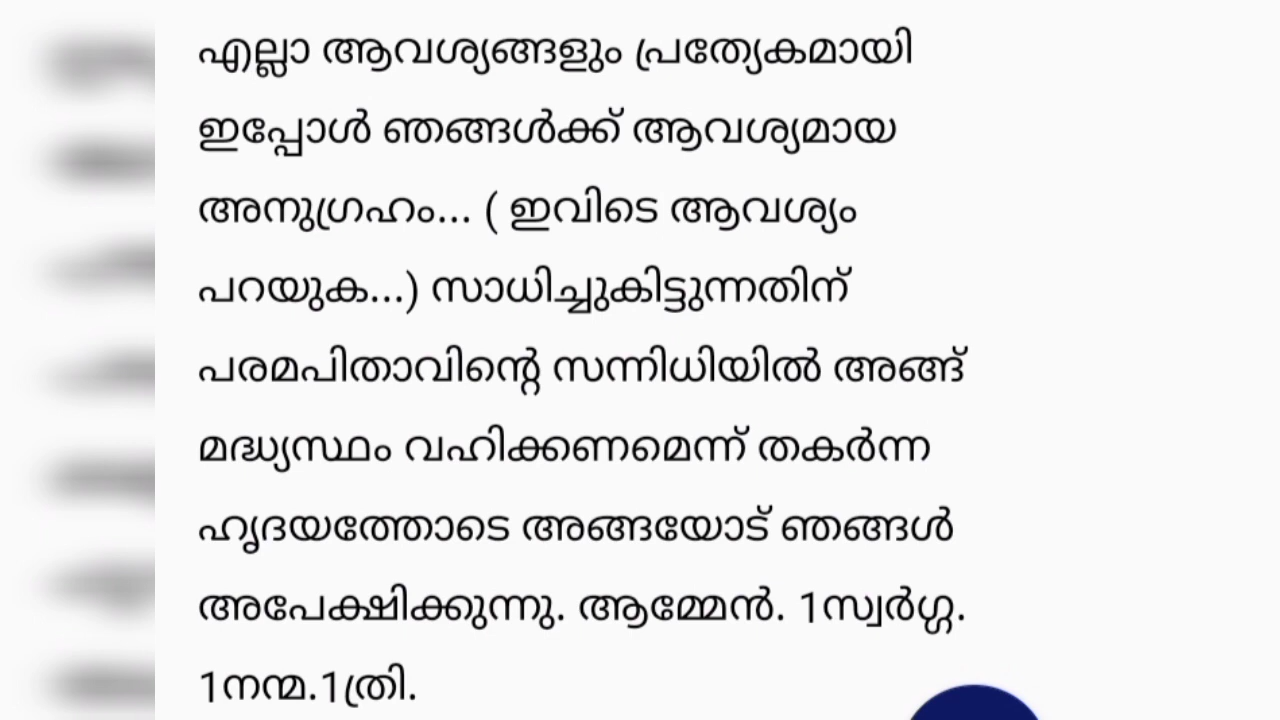 എല്ലാ ആവശ്യങ്ങളും പ്രത്യേകമായി
ഇപ്പോൾ ഞങ്ങൾക്ക് ആവശ്യമായ
അനുഗ്രഹം... ( ഇവിടെ ആവശ്യം
പറയുക...) സാധിച്ചുകിട്ടുന്നതിന്
പരമപിതാവിന്റെ സന്നിധിയിൽ അങ്ങ്
മദ്ധ്യസ്ഥം വഹിക്കണമെന്ന് തകർന്ന
ഹൃദയത്തോടെ അങ്ങയോട് ഞങ്ങൾ
അപേക്ഷിക്കുന്നു. ആമ്മേൻ. 1സ്വർഗ്ഗ.
1നന്മ.1ത്രി.